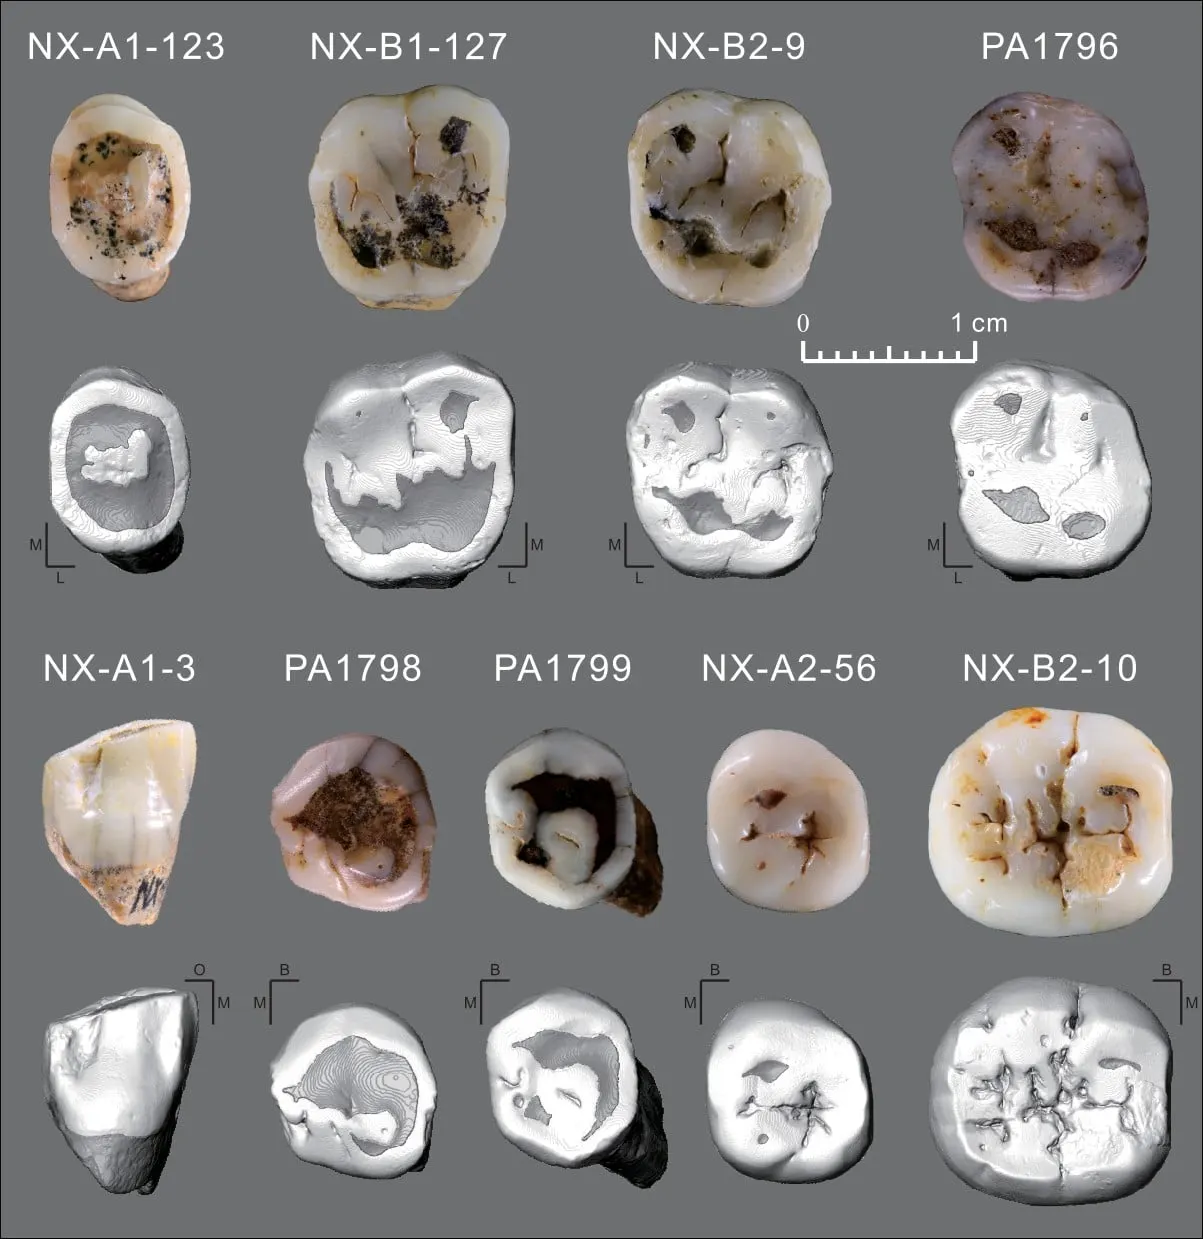 NX-A1-123 NX-B1-127 NX-B2-9 PA1796
0 1 cm
M L M L M L M L
NX-A1-3 PA1798 PA1799 NX-A2-56 NX-B2-10
O M B M B M B M B M